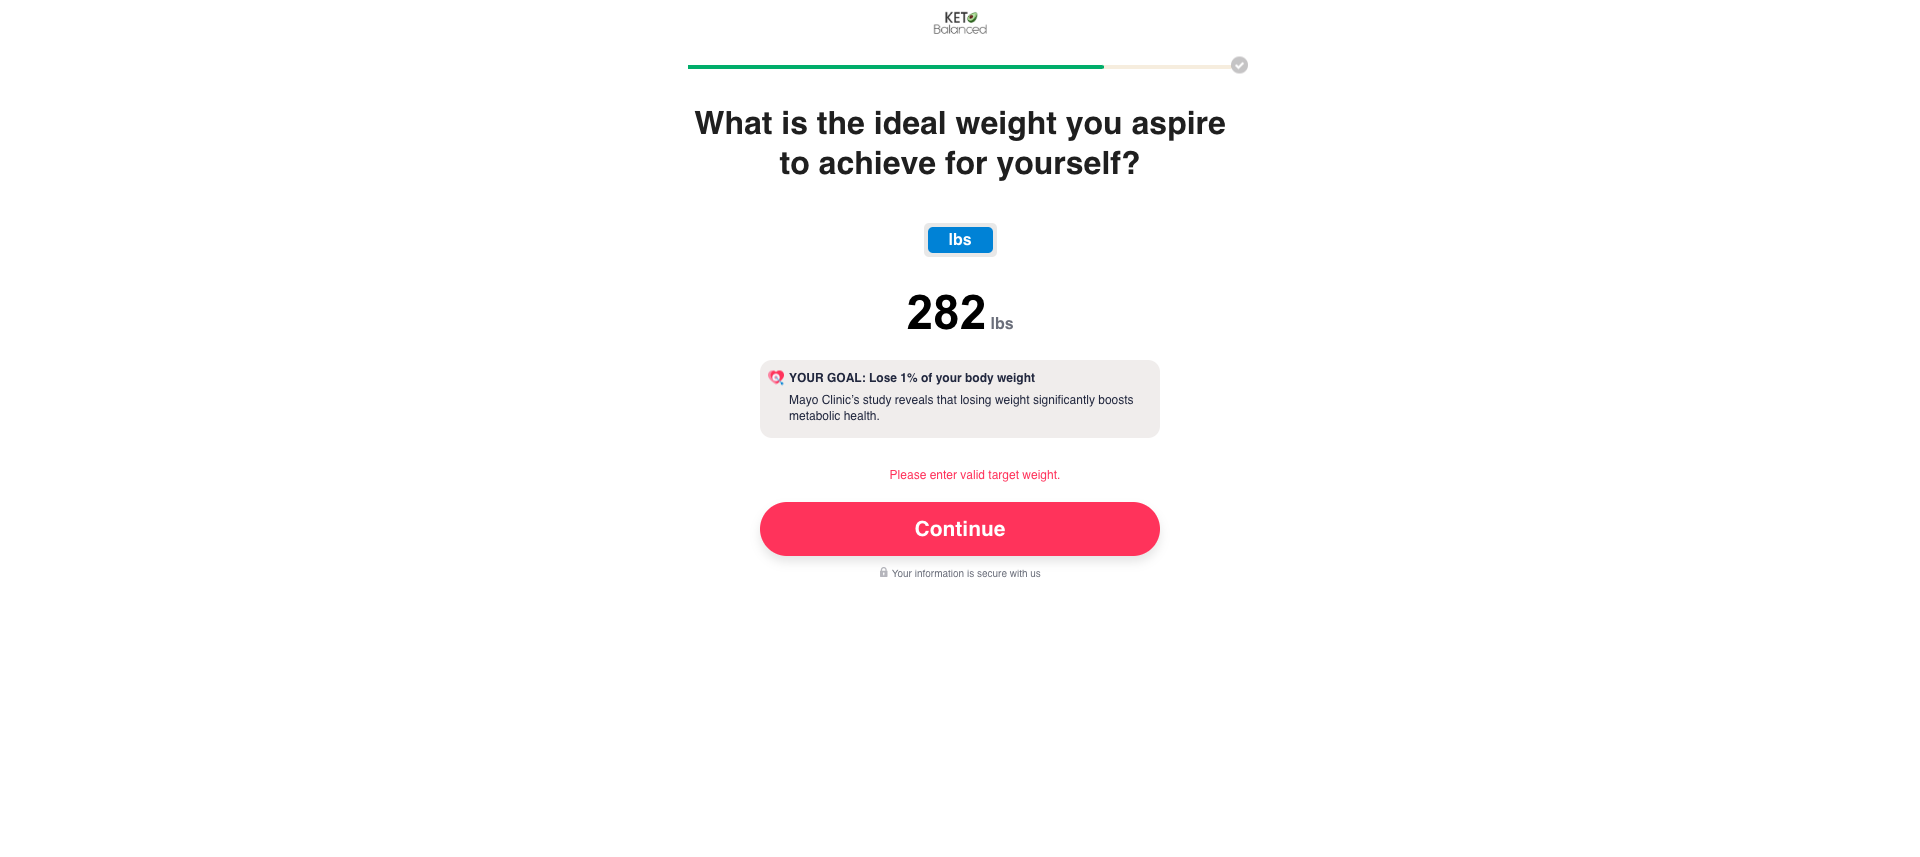 KETO
Balanced
What is the ideal weight you aspire
to achieve for yourself?
lbs
282 lbs
YOUR GOAL: Lose 1% of your body weight
Mayo Clinic’s study reveals that losing weight significantly boosts
metabolic health.
Please enter valid target weight.
Continue
Your information is secure with us